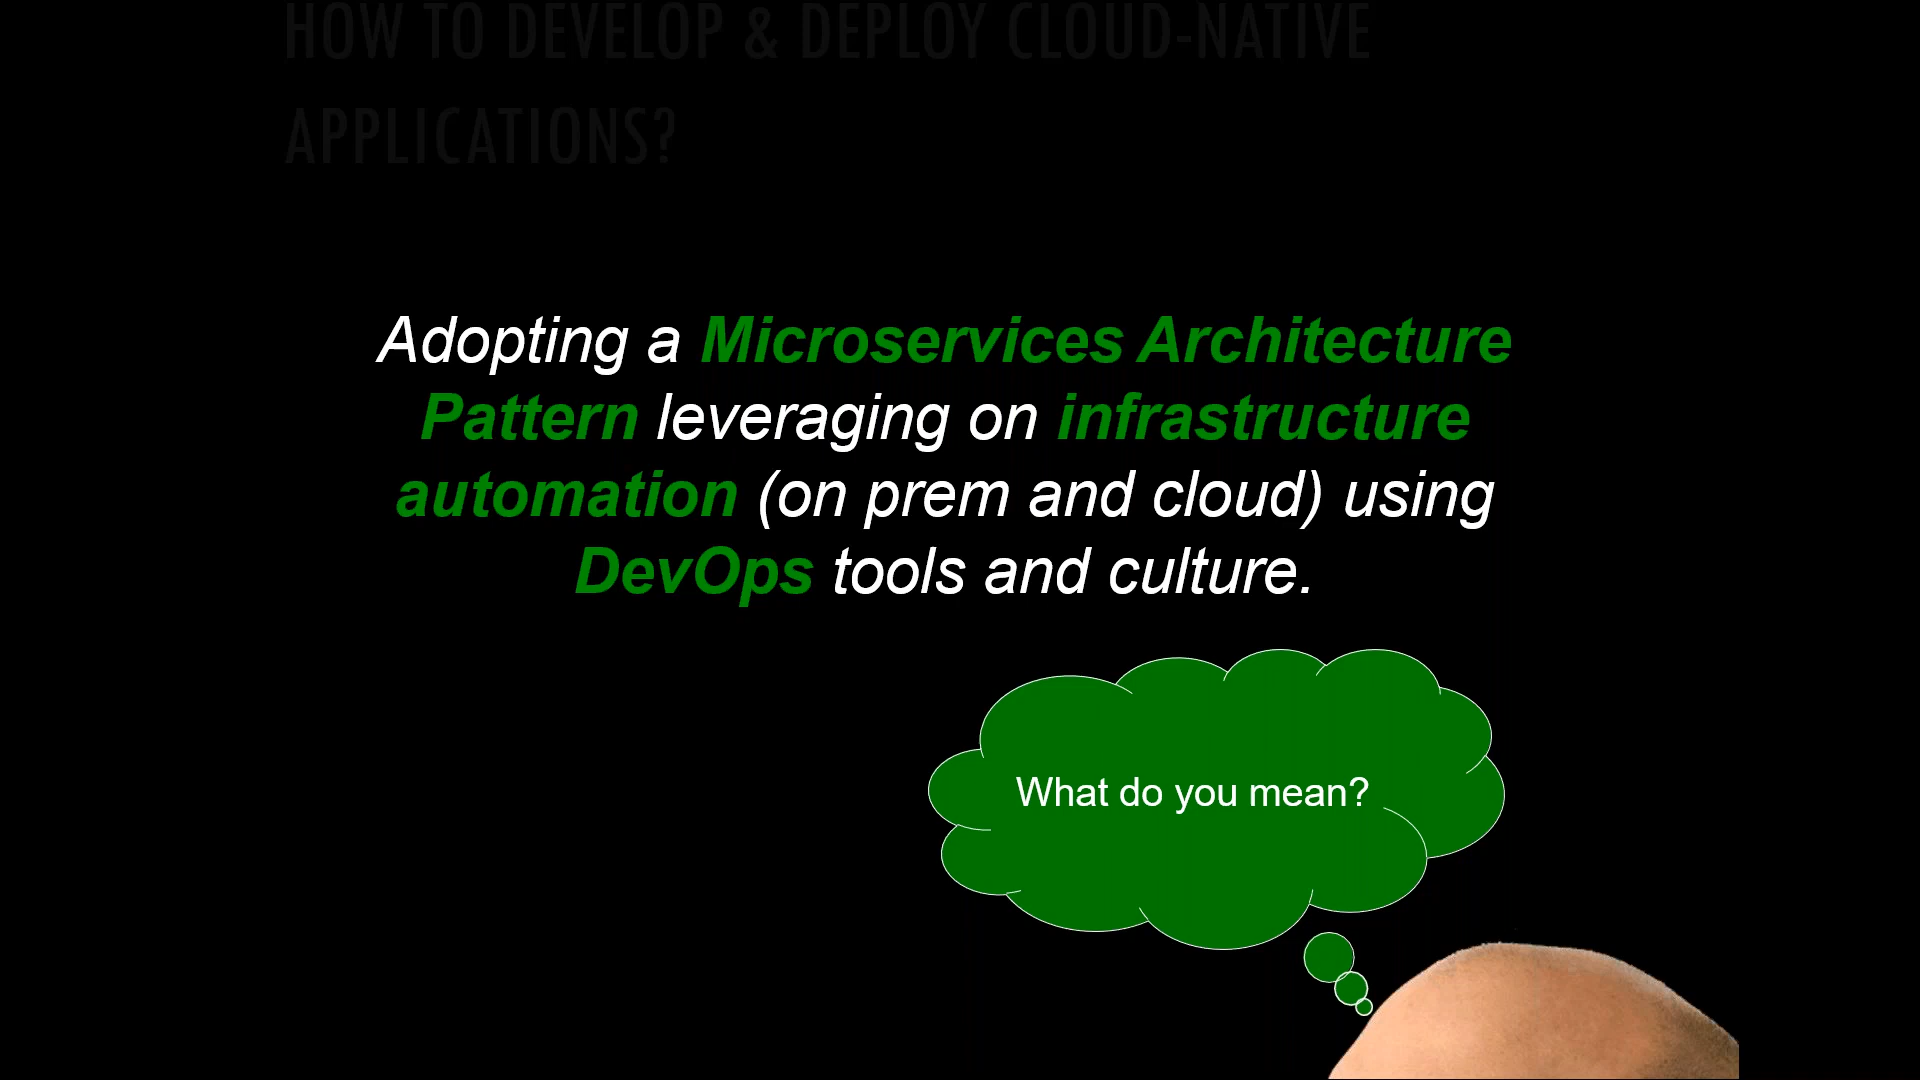 HOW TO DEVELOP & DEPLOY CLOUD-NATIVE
APPLICATIONS?
Adopting a Microservices Architecture
Pattern leveraging on infrastructure
automation (on prem and cloud) using
DevOps tools and culture.
What do you mean?